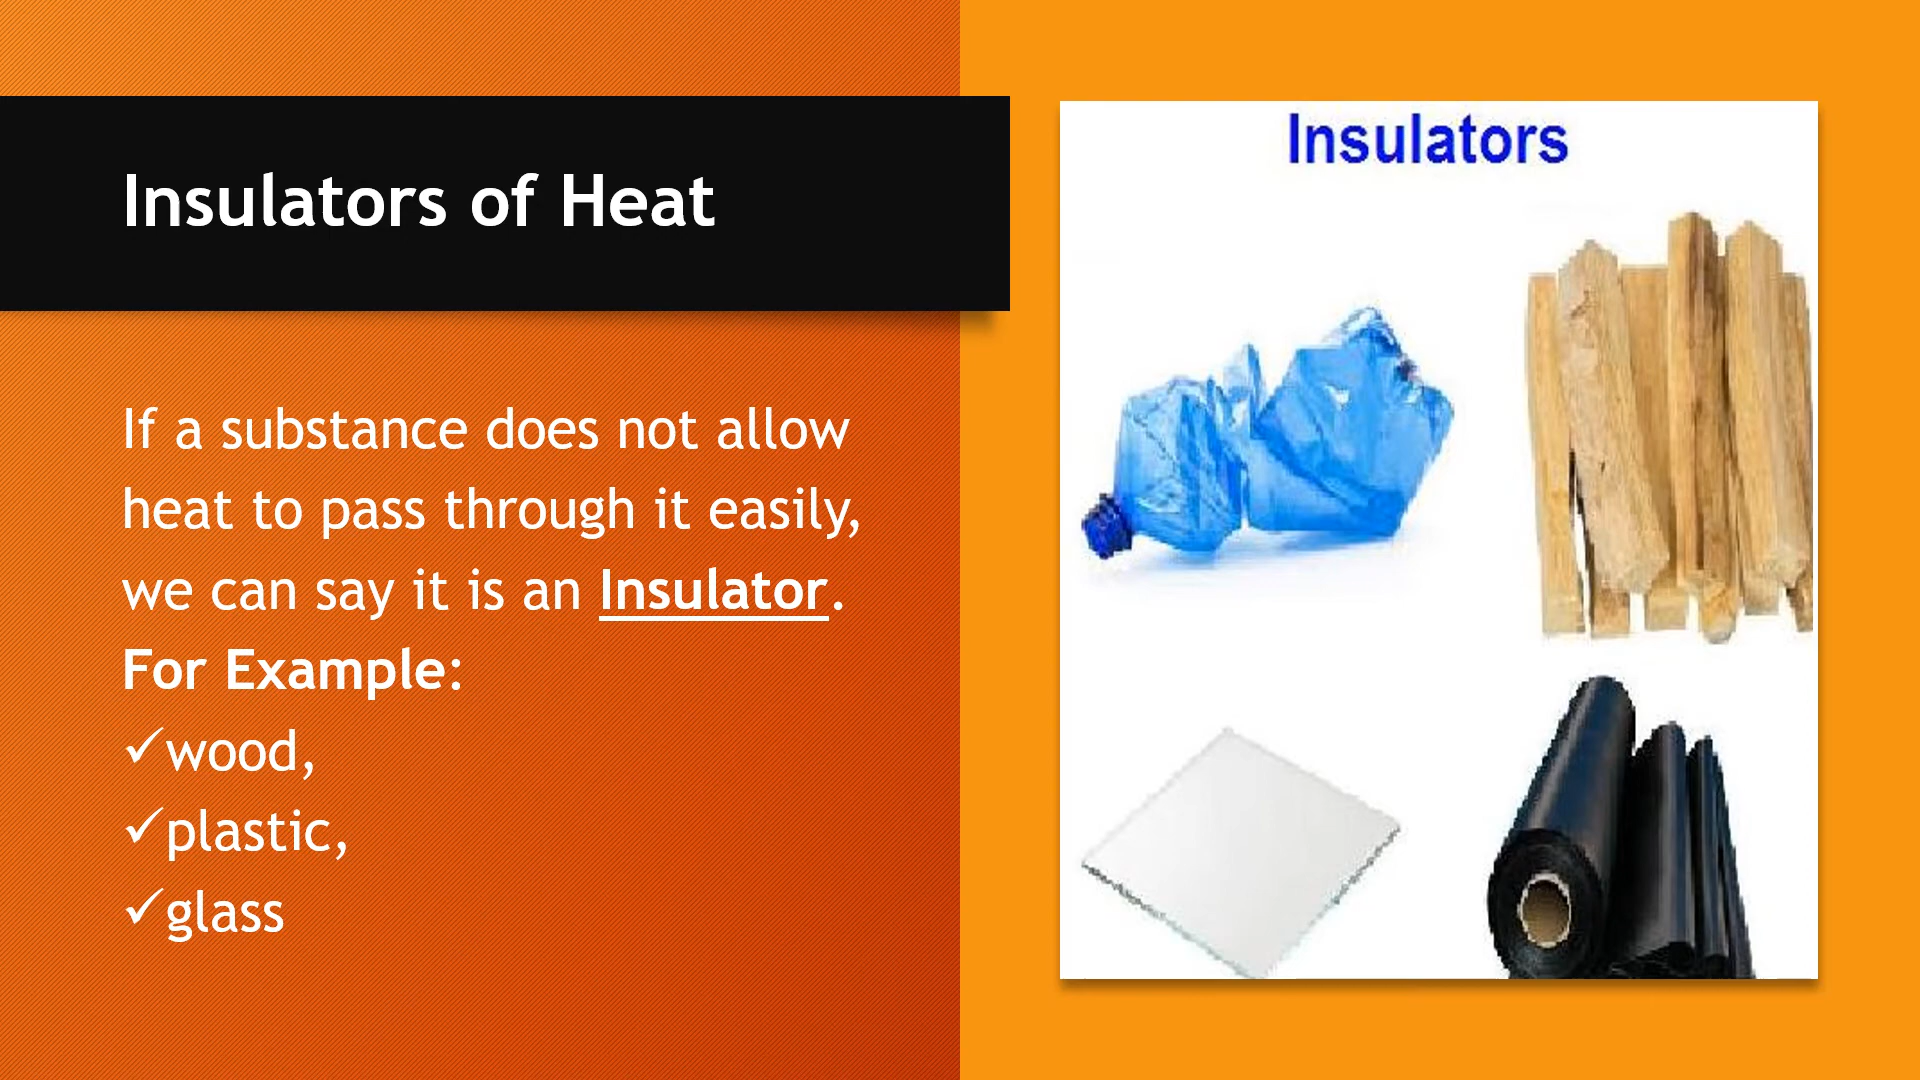 Insulators of Heat
If a substance does not allow
heat to pass through it easily,
we can say it is an Insulator.
For Example:
✓wood,
✓plastic,
✓glass
Insulators